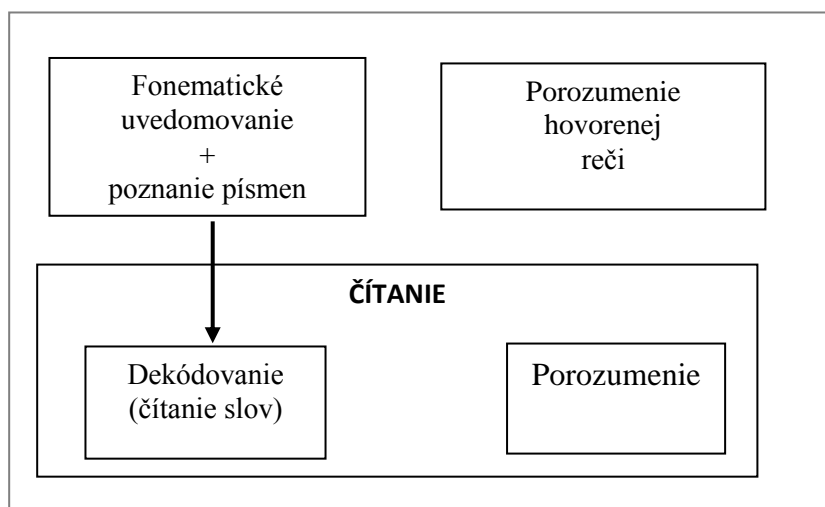 Fonematické
uvedomovanie
+
poznanie písmen
Porozumenie
hovorenej
reči
ČÍTANIE
Dekódovanie
(čítanie slov)
Porozumenie